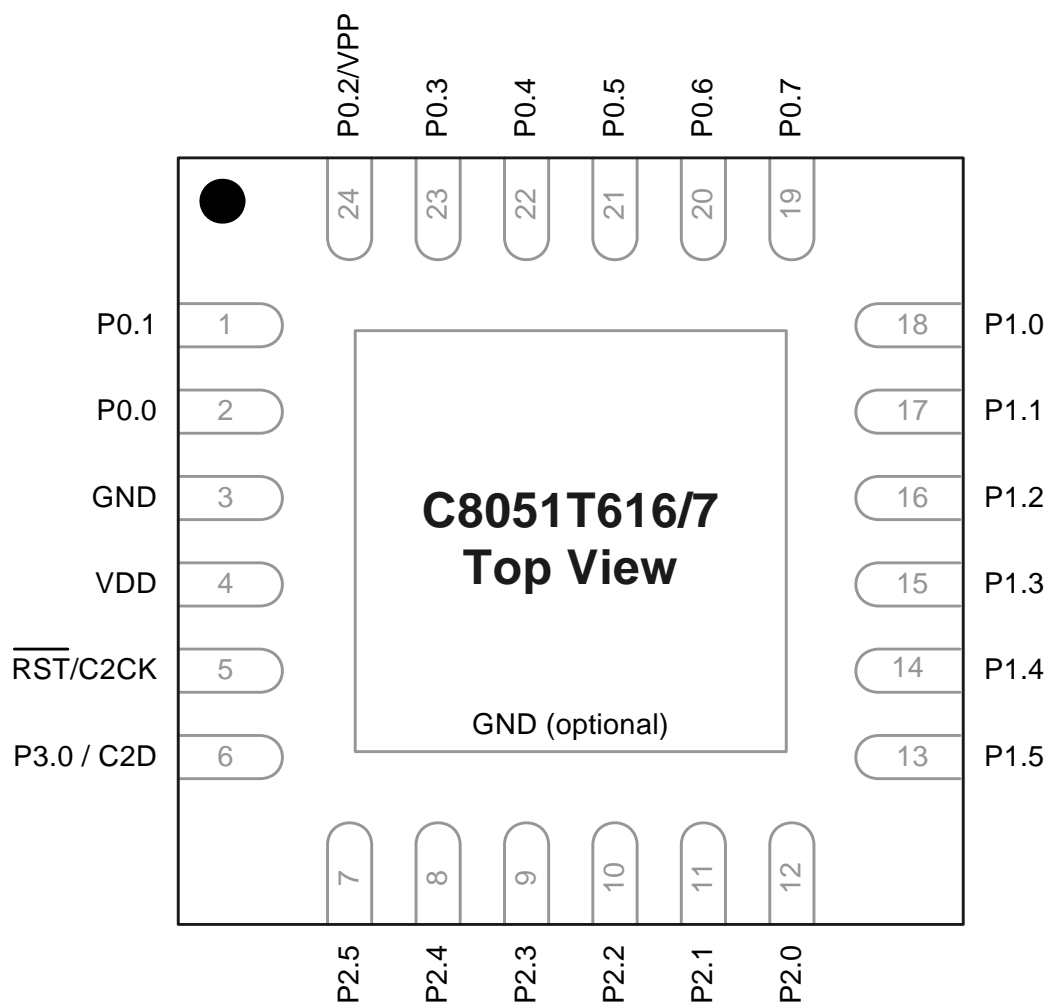 P0.2/VPP
P0.3
P0.4
P0.5
P0.6
P0.7
24
23
22
21
20
19
P0.1
1
18
P1.0
P0.0
2
17
P1.1
GND
3
16
P1.2
C8051T616/7
Top View
VDD
4
15
P1.3
RST/C2CK
5
14
P1.4
GND (optional)
P3.0 / C2D
6
13
P1.5
7
8
9
10
11
12
P2.5
P2.4
P2.3
P2.2
P2.1
P2.0